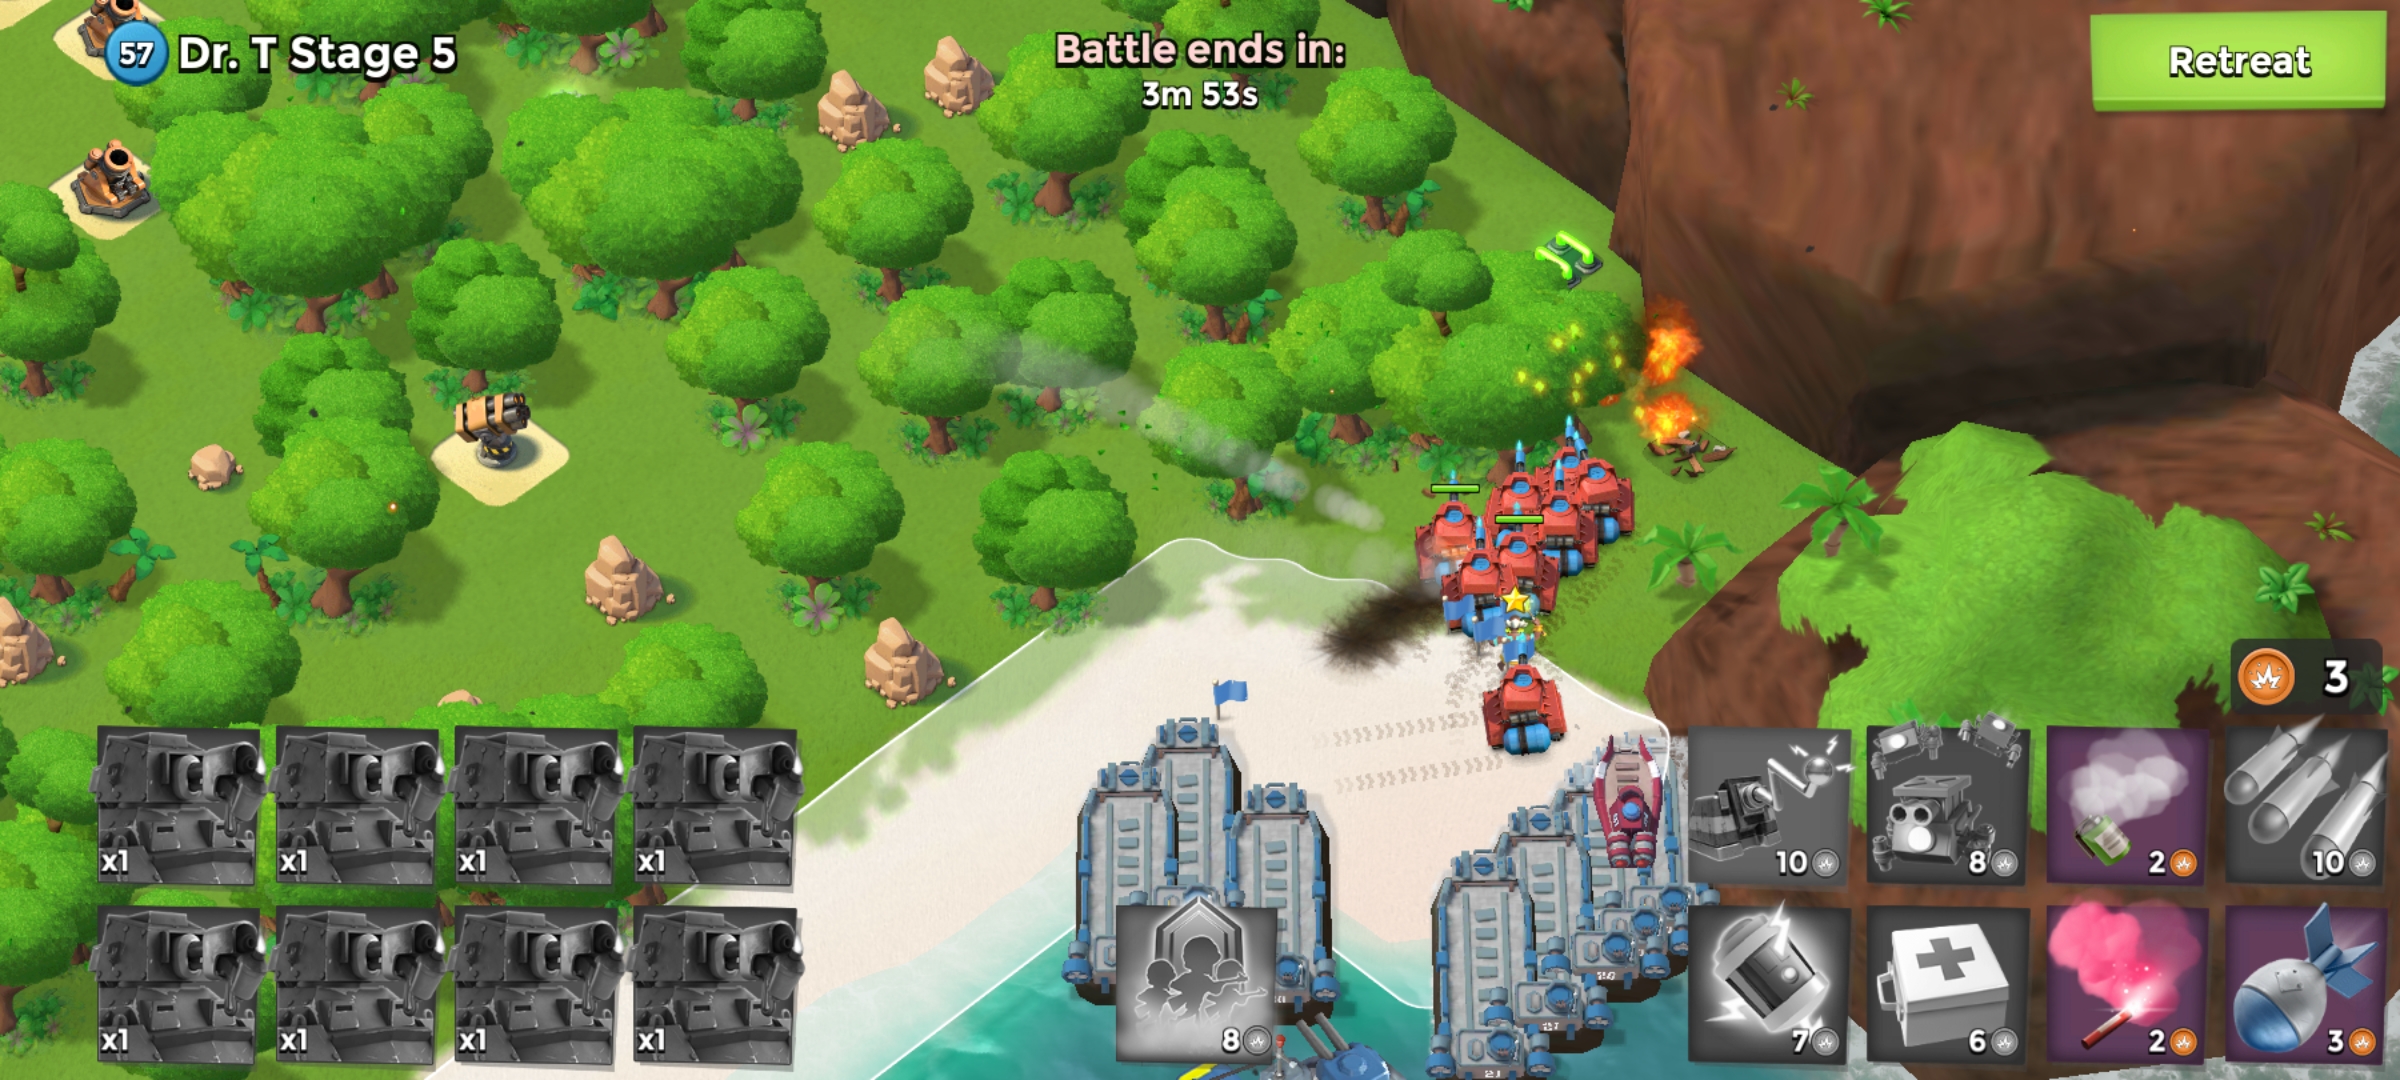 57 Dr. T Stage 5
Battle ends in:
3m 53s
Retreat
3
x1 x1 x1 x1
10 8 2 10
x1 x1 x1 x1
8
7 6 2 3